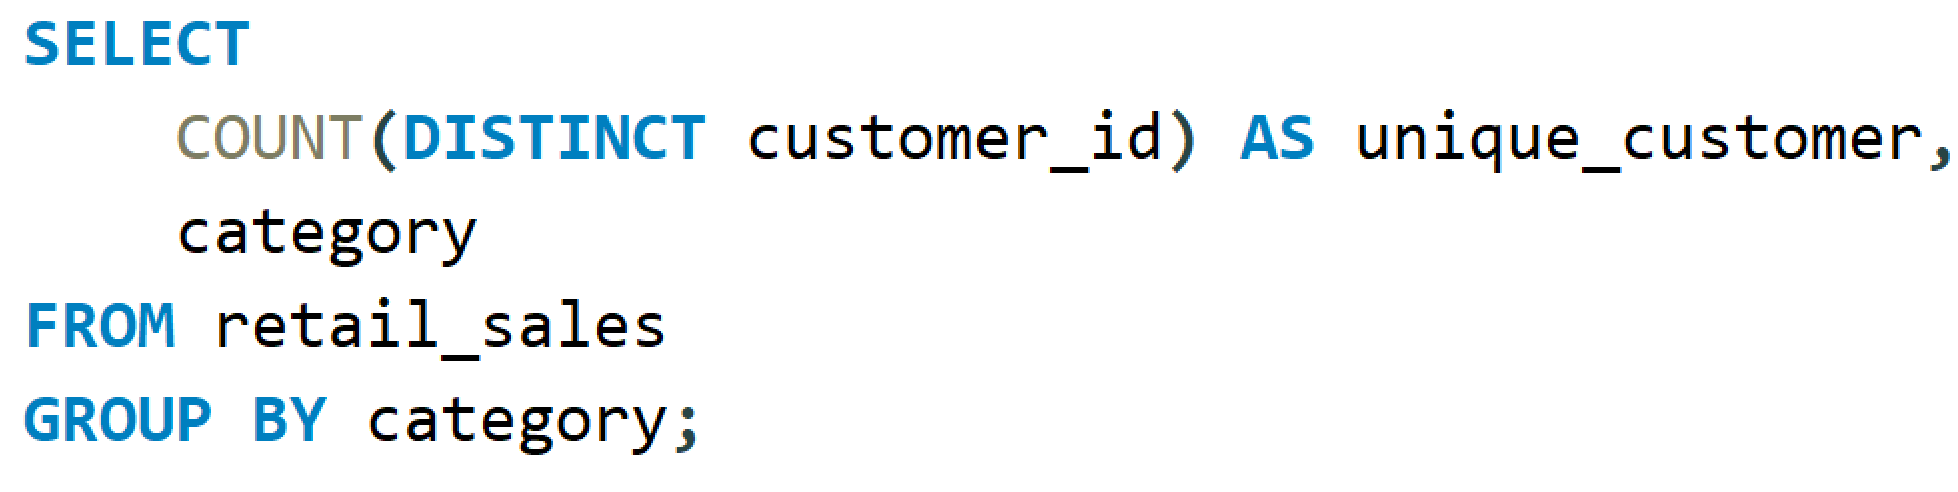 SELECT
    COUNT(DISTINCT customer_id) AS unique_customer,
    category
FROM retail_sales
GROUP BY category;